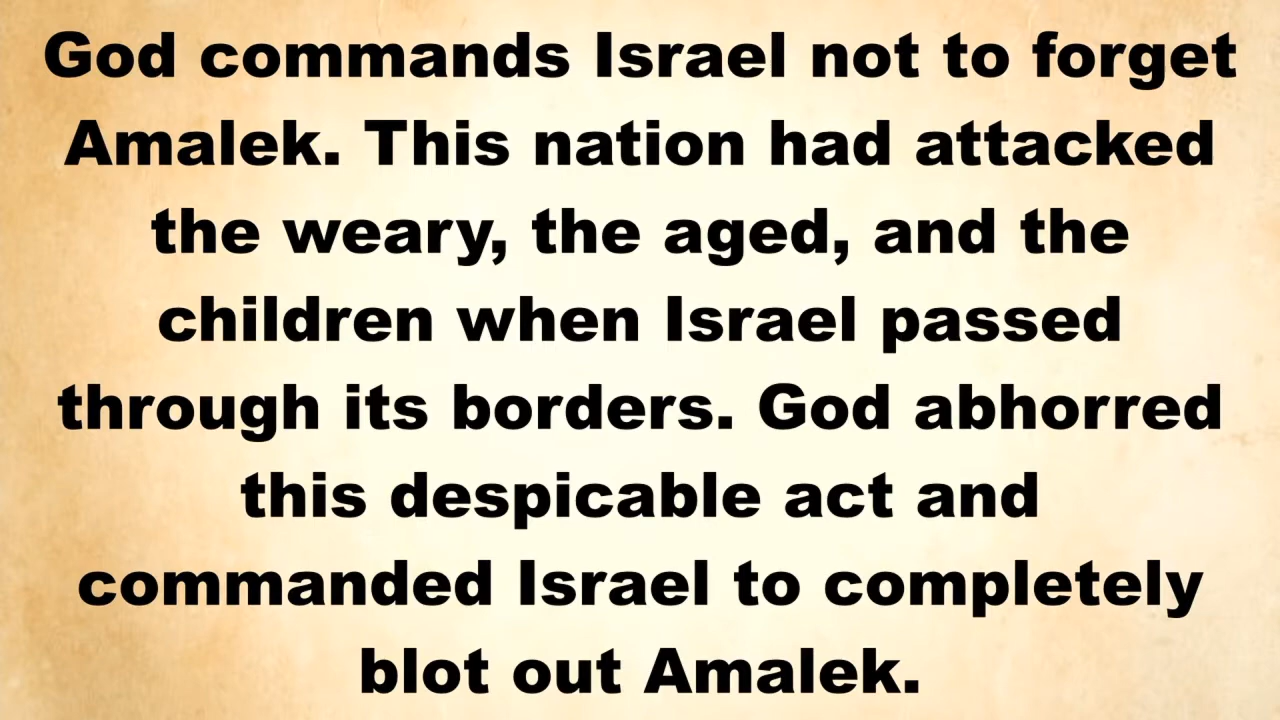 God commands Israel not to forget
Amalek. This nation had attacked
the weary, the aged, and the
children when Israel passed
through its borders. God abhorred
this despicable act and
commanded Israel to completely
blot out Amalek.